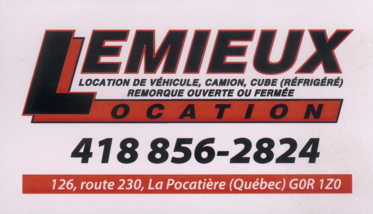 LEMIEUX
LOCATION DE VÉHICULE, CAMION, CUBE (RÉFRIGÉRÉ)
REMORQUE OUVERTE OU FERMÉE
LOCATION
418 856-2824
126, route 230, La Pocatière (Québec) G0R 1Z0